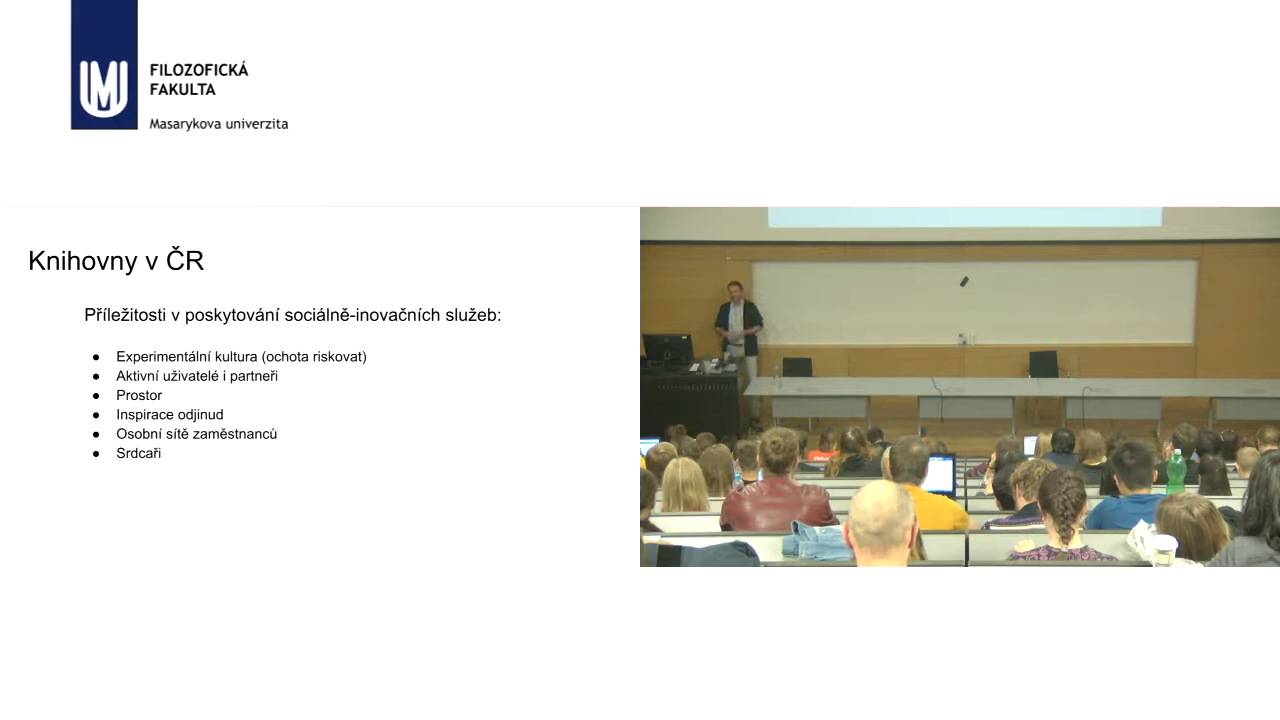 FILOZOFICKÁ
FAKULTA
Masarykova univerzita
Knihovny v ČR
Příležitosti v poskytování sociálně-inovačních služeb:
● Experimentální kultura (ochota riskovat)
● Aktivní uživatelé i partneři
● Prostor
● Inspirace odjinud
● Osobní sítě zaměstnanců
● Srdcaři